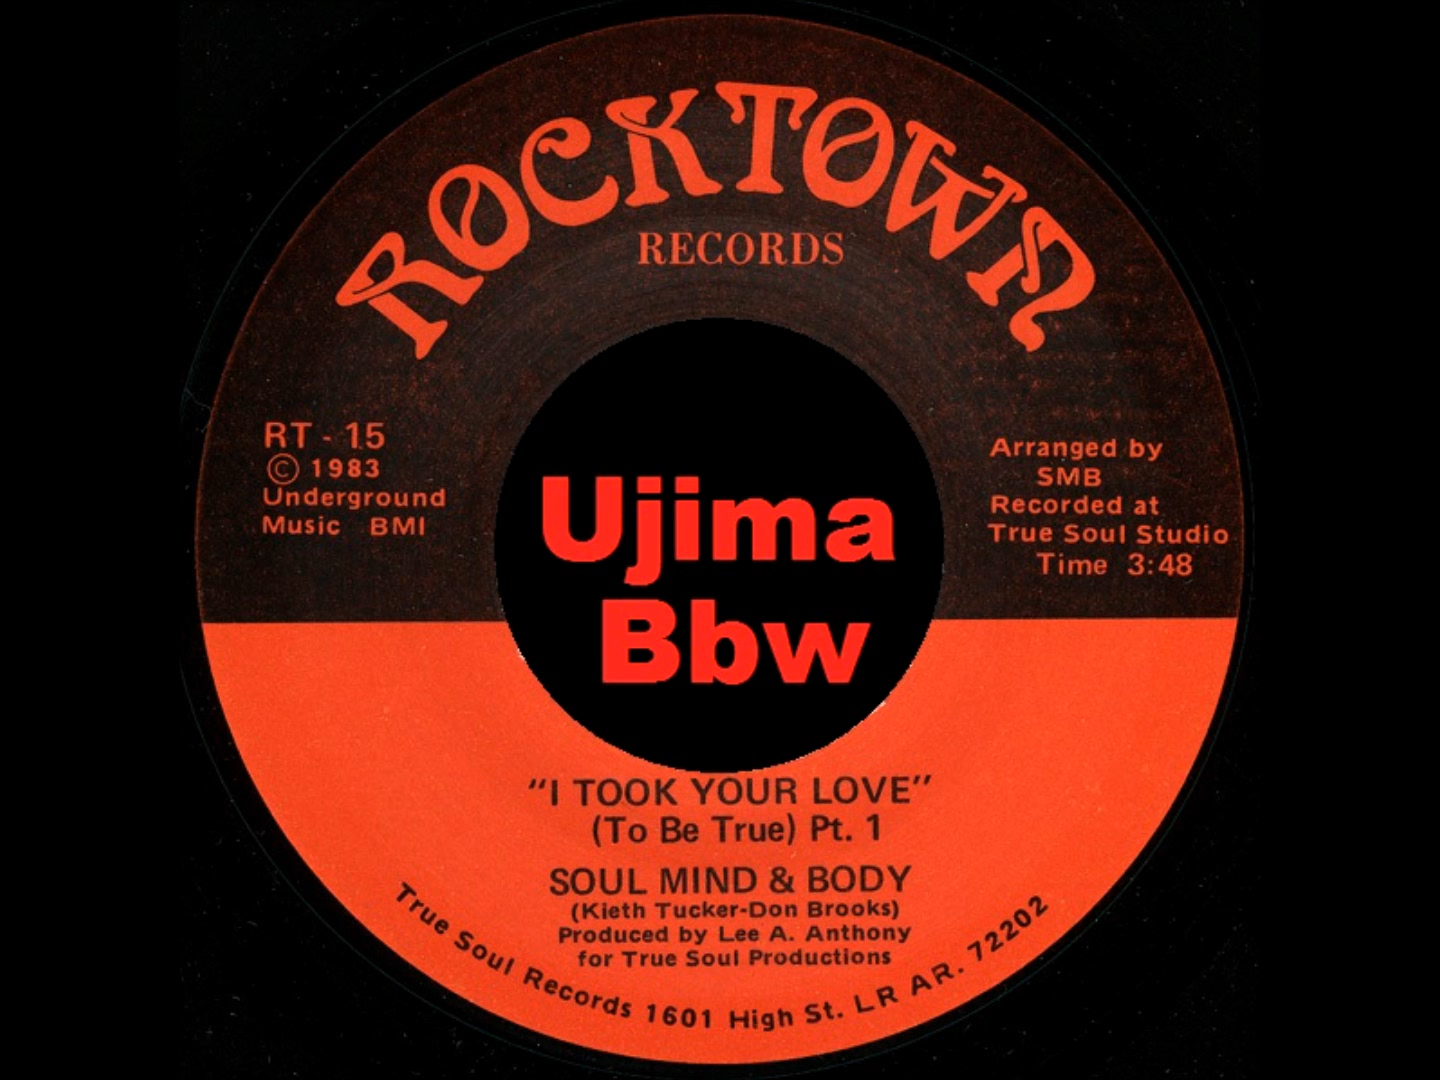 ROCKTOWN
RECORDS
RT - 15
© 1983
Underground
Music BMI
Arranged by
SMB
Recorded at
True Soul Studio
Time 3:48
Ujima
Bbw
"I TOOK YOUR LOVE"
(To Be True) Pt. 1
SOUL MIND & BODY
(Kieth Tucker-Don Brooks)
Produced by Lee A. Anthony
for True Soul Productions
True Soul Records 1601 High St. LR AR. 72202